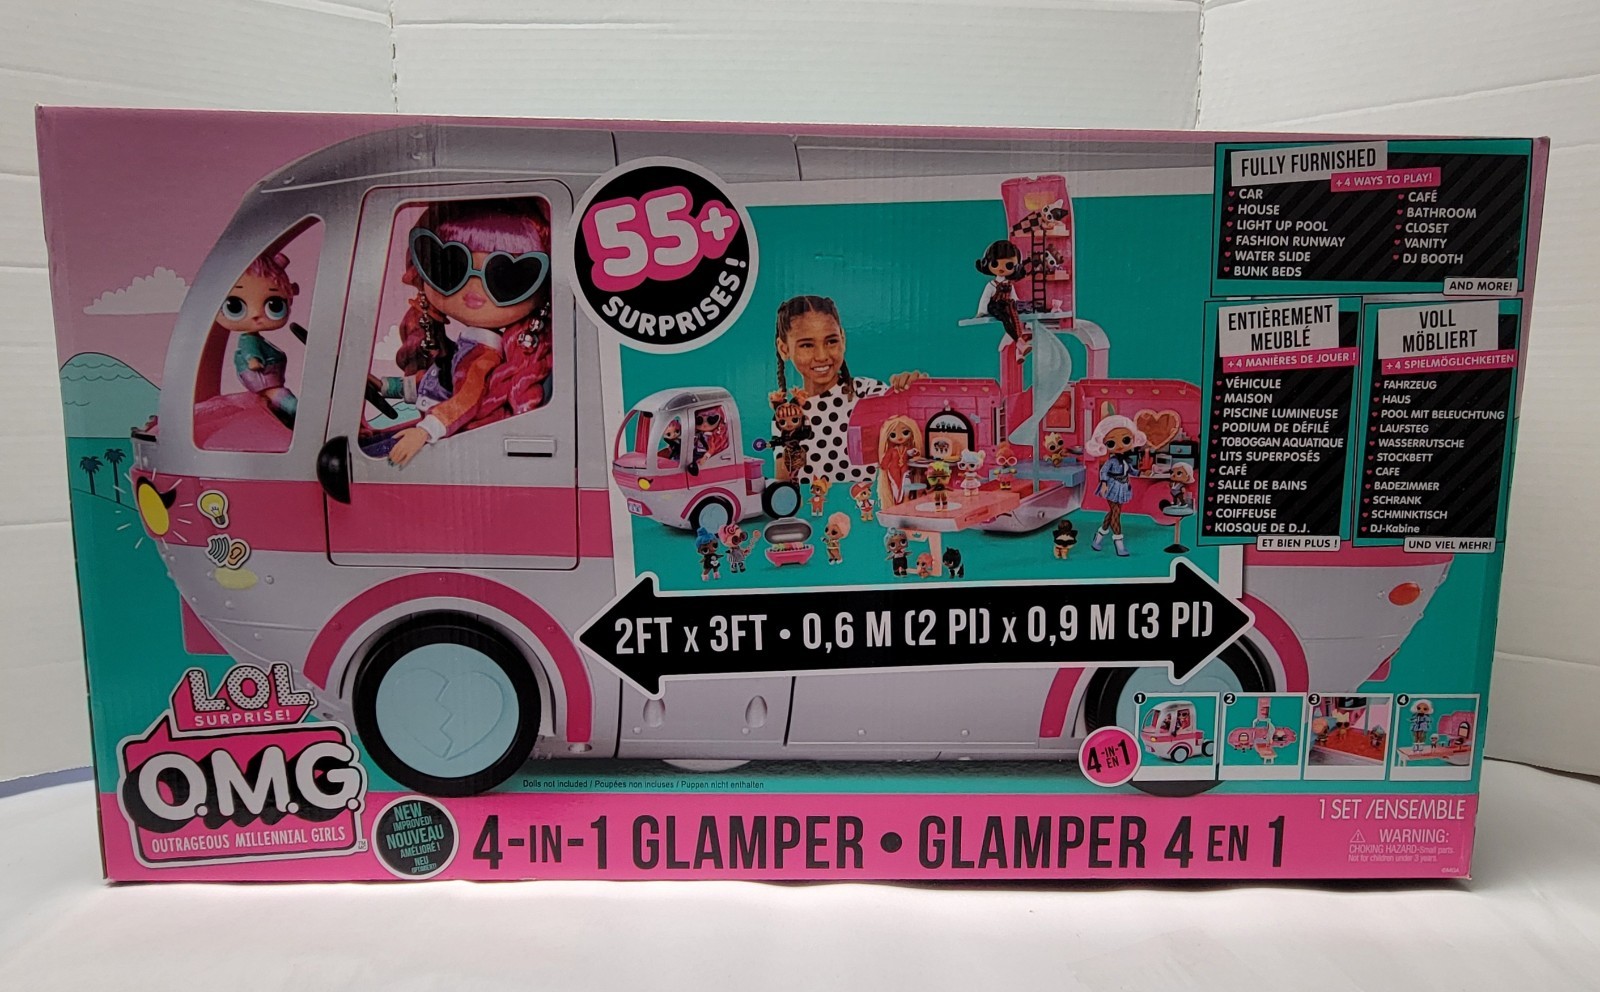 55+
SURPRISES!
FULLY FURNISHED
+4 WAYS TO PLAY!
CAR
HOUSE
LIGHT UP POOL
FASHION RUNWAY
WATER SLIDE
BUNK BEDS
CAFÉ
BATHROOM
CLOSET
VANITY
DJ BOOTH
AND MORE!
ENTIÈREMENT
MEUBLÉ
+4 MANIÈRES DE JOUER !
VÉHICULE
MAISON
PISCINE LUMINEUSE
PODIUM DE DÉFILÉ
TOBOGGAN AQUATIQUE
LITS SUPERPOSÉS
CAFÉ
SALLE DE BAINS
PENDERIE
COIFFEUSE
KIOSQUE DE D.J.
ET BIEN PLUS !
VOLL
MÖBLIERT
+4 SPIELMÖGLICHKEITEN
FAHRZEUG
HAUS
POOL MIT BELEUCHTUNG
LAUFSTEG
WASSERRUTSCHE
STOCKBETT
CAFE
BADEZIMMER
SCHRANK
SCHMINKTISCH
DJ-Kabine
UND VIEL MEHR!
2FT x 3FT • 0,6 M (2 PI) x 0,9 M (3 PI)
1 2 3 4
4-IN-1
EN
L.O.L.
SURPRISE!
O.M.G.
OUTRAGEOUS MILLENNIAL GIRLS
Dolls not included / Poupées non incluses / Puppen nicht enthalten
NEW
IMPROVED!
NOUVEAU
AMÉLIORÉ !
NEU
4-IN-1 GLAMPER • GLAMPER 4 EN 1
1 SET /ENSEMBLE
WARNING:
CHOKING HAZARD-Small parts.
Not for children under 3 years.